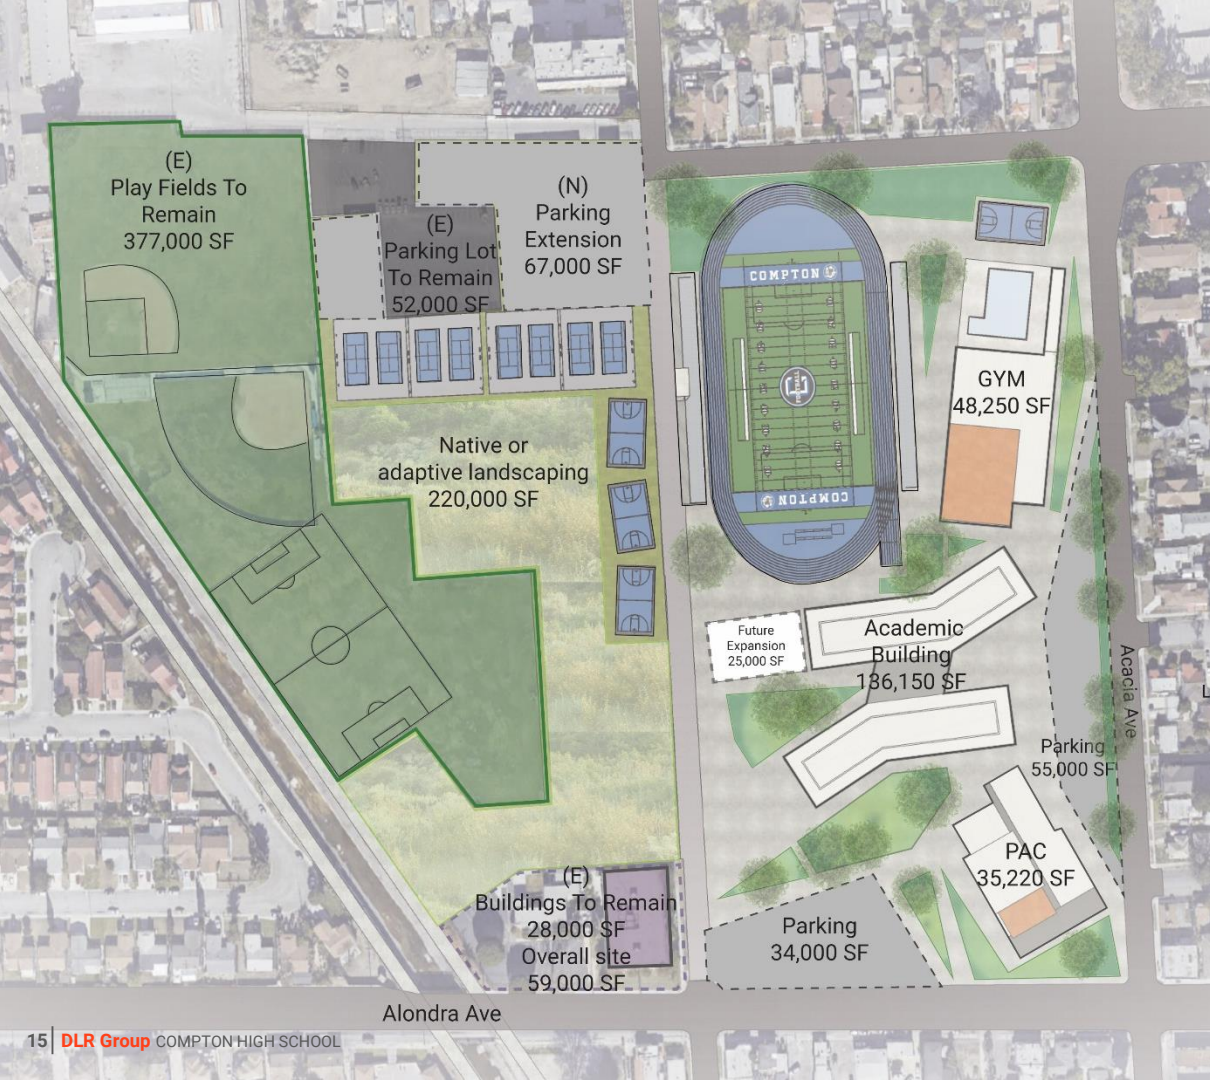 (E)
Play Fields To
Remain
377,000 SF
(N)
Parking
Extension
67,000 SF
(E)
Parking Lot
To Remain
52,000 SF
COMPTON
COMPTON
GYM
48,250 SF
Native or
adaptive landscaping
220,000 SF
Future
Expansion
25,000 SF
Academic
Building
136,150 SF
Acacia Ave
Parking
55,000 SF
PAC
35,220 SF
(E)
Buildings To Remain
28,000 SF
Overall site
59,000 SF
Parking
34,000 SF
Alondra Ave
15 DLR Group COMPTON HIGH SCHOOL